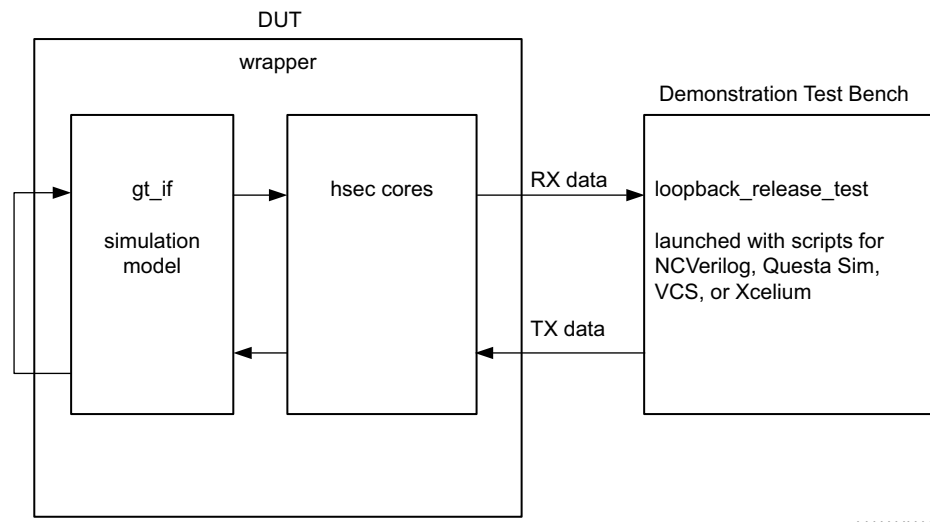 DUT
wrapper
Demonstration Test Bench
gt_if
simulation
model
hsec cores
RX data
TX data
loopback_release_test
launched with scripts for
NCVerilog, Questa Sim,
VCS, or Xcelium